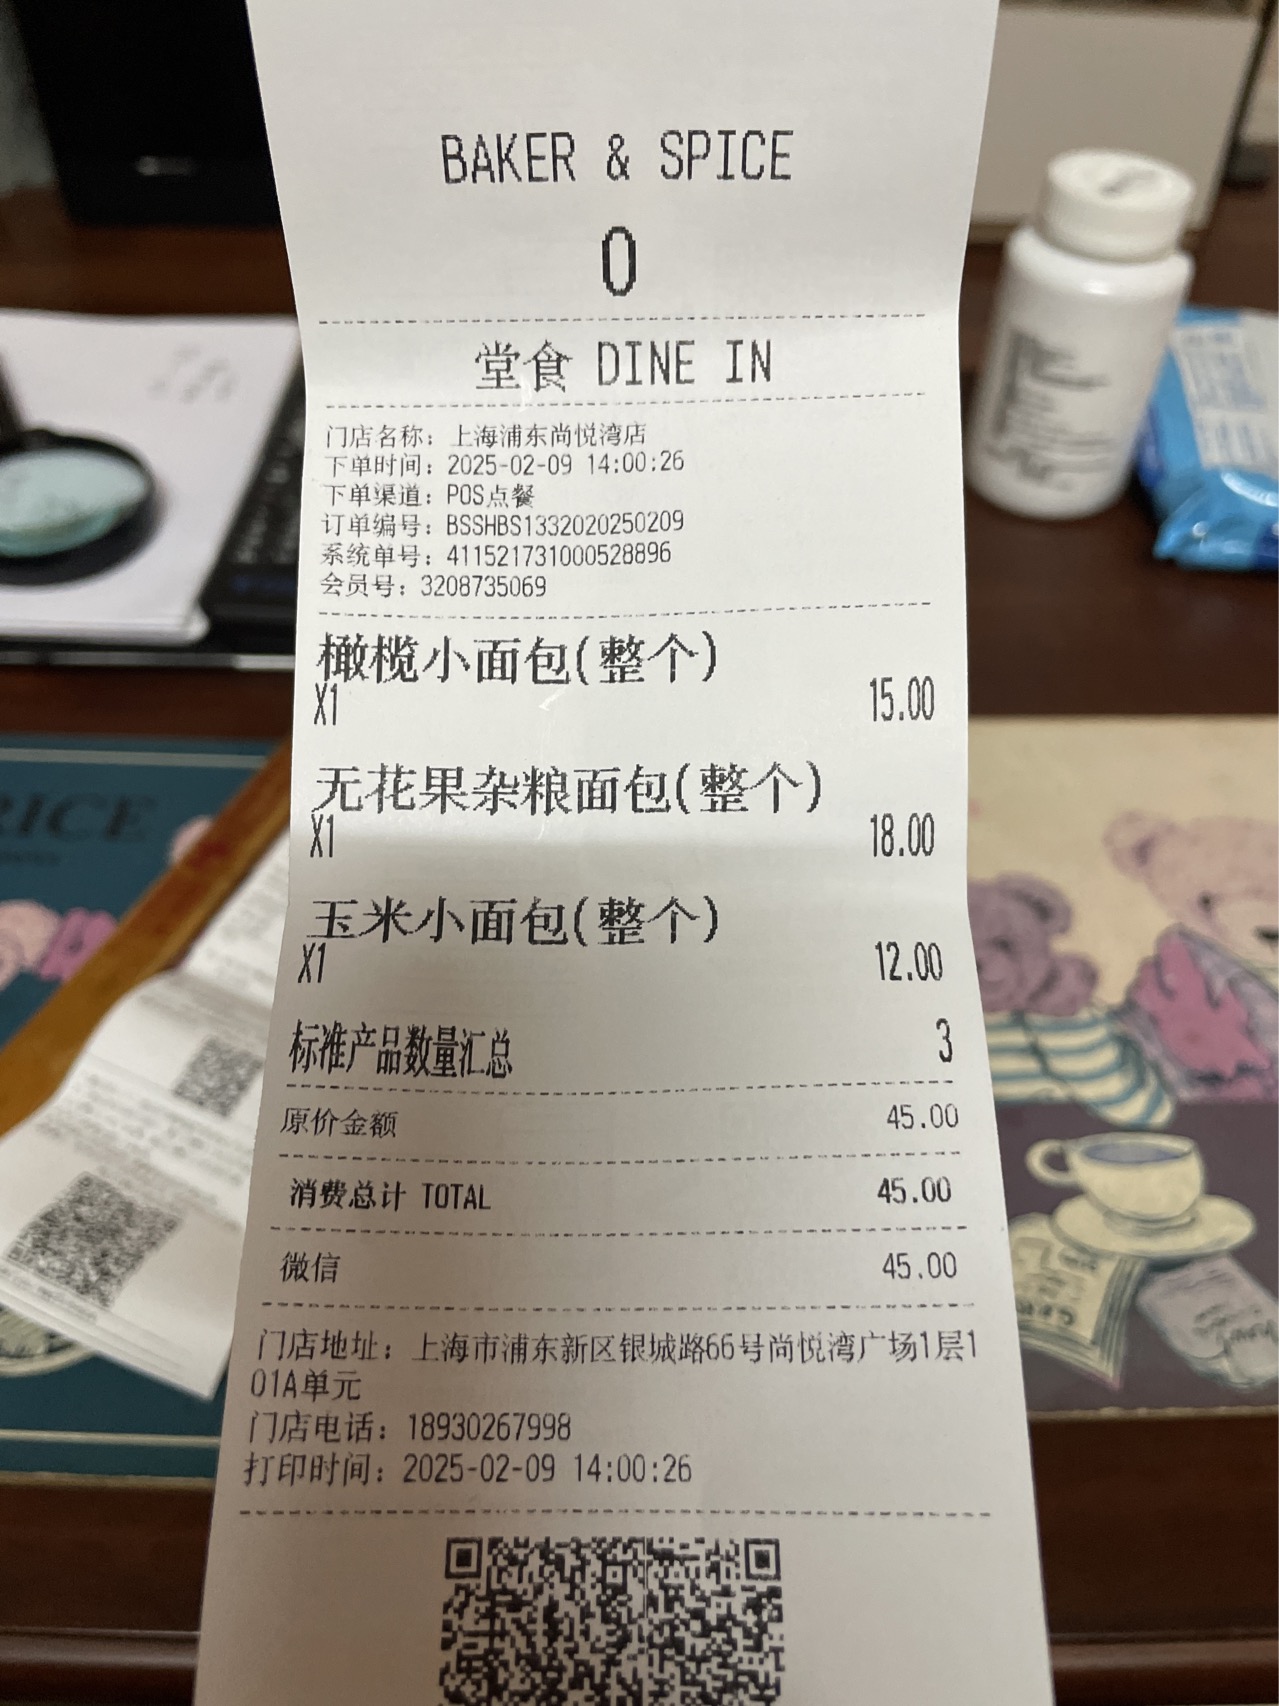 BAKER & SPICE
0
堂食 DINE IN
门店名称：上海浦东尚悦湾店
下单时间：2025-02-09 14:00:26
下单渠道：POS点餐
订单编号：BSSHBS1332020250209
系统单号：4115217310005288​96
会员号：3208735069
橄榄小面包(整个)
X1 15.00
无花果杂粮面包(整个)
X1 18.00
玉米小面包(整个)
X1 12.00
标准产品数量汇总 3
原价金额 45.00
消费总计 TOTAL 45.00
微信 45.00
门店地址：上海市浦东新区银城路66号尚悦湾广场1层1
01A单元
门店电话：18930267998
打印时间：2025-02-09 14:00:26
RICE